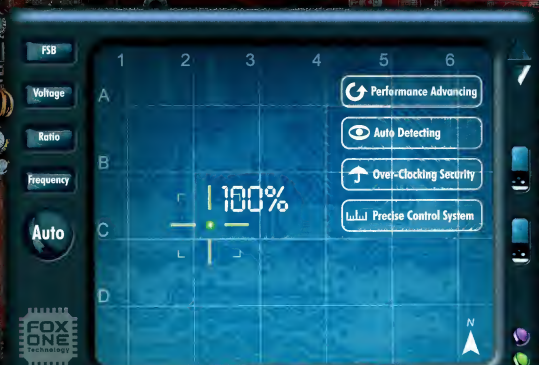 FSB
Voltage
Ratio
Frequency
Auto
1 2 3 4 5 6
A
B
C
D
100%
Performance Advancing
Auto Detecting
Over-Clocking Security
Precise Control System
N
FOX
ONE
Technology